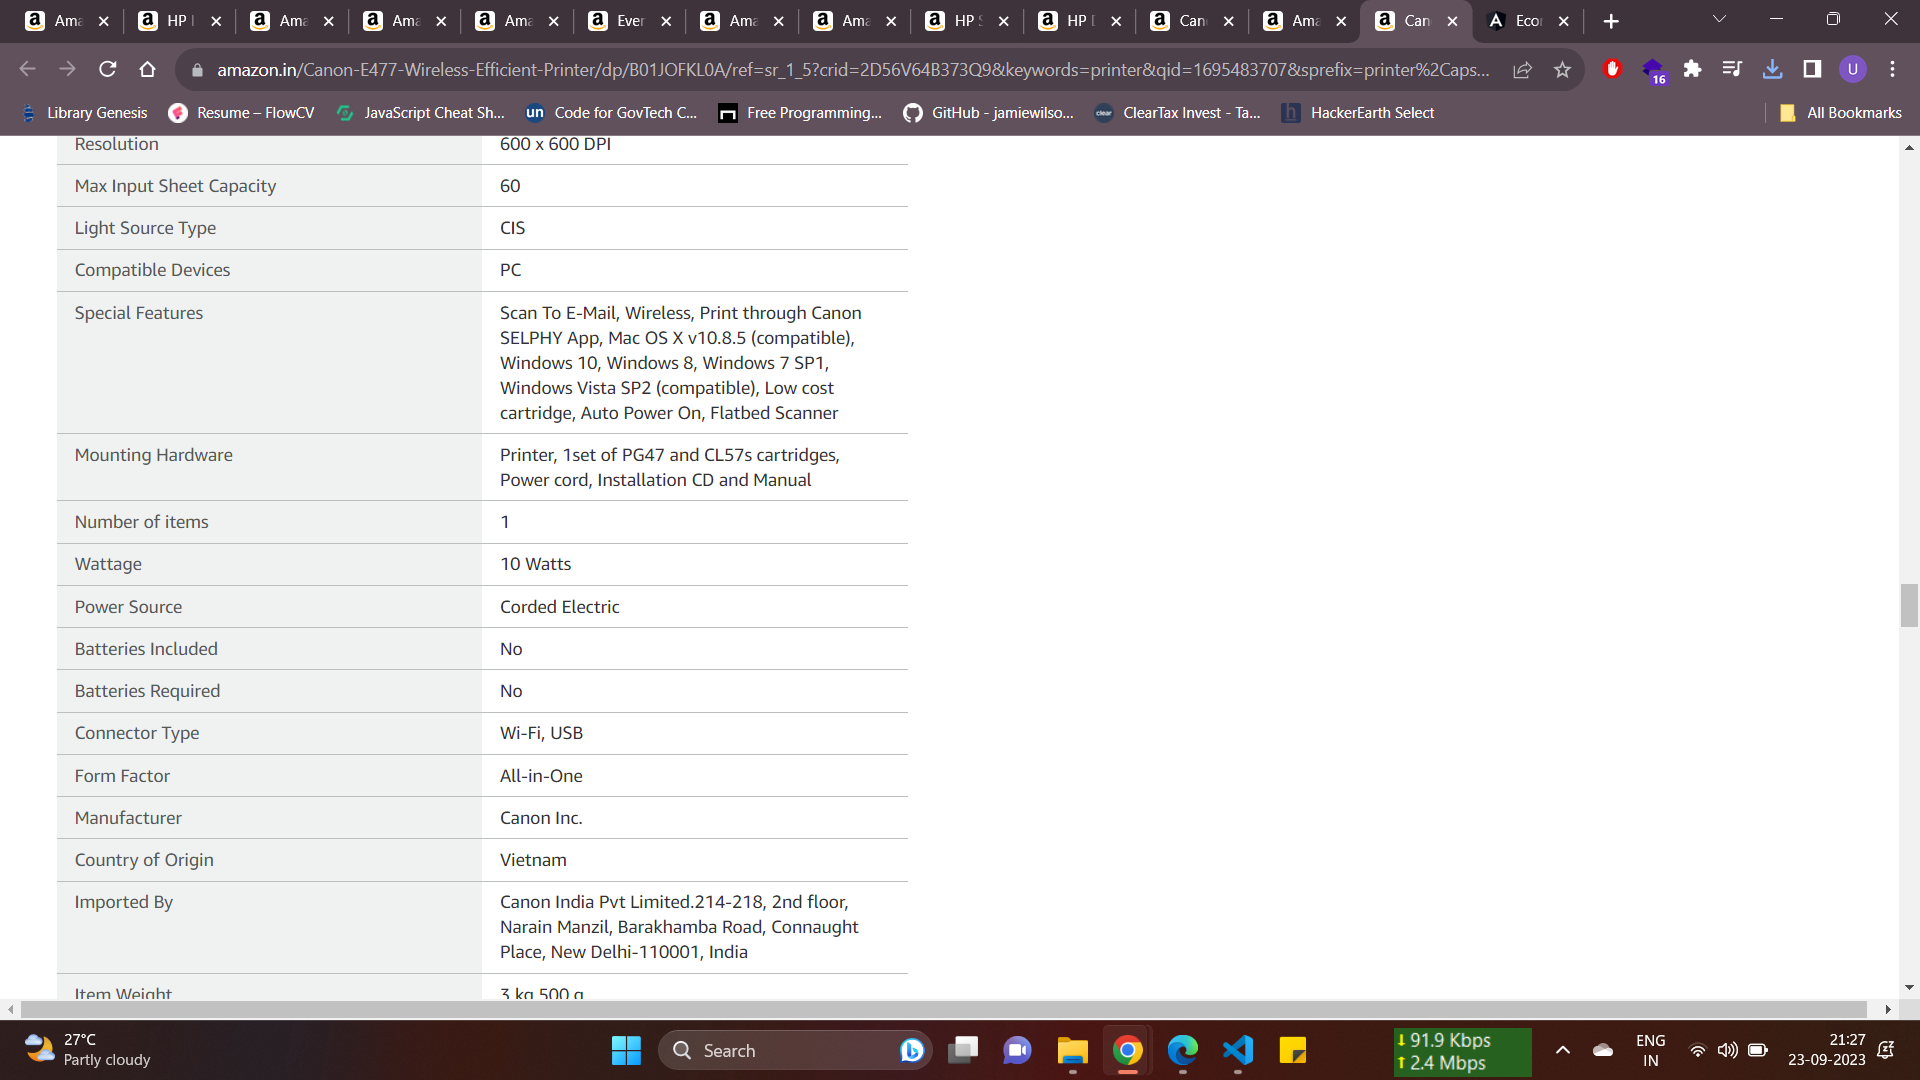 Ama
HP
Ama
Ama
Ama
Ever
Ama
Ama
HP S
HP D
Can
Ama
Can
Eco
amazon.in/Canon-E477-Wireless-Efficient-Printer/dp/B01JOFKL0A/ref=sr_1_5?crid=2D56V64B373Q9&keywords=printer&qid=1695483707&sprefix=printer%2Caps...
16
U
Library Genesis
Resume – FlowCV
JavaScript Cheat Sh...
un
Code for GovTech C...
Free Programming...
GitHub - jamiewilso...
clear
ClearTax Invest - Ta...
h
HackerEarth Select
All Bookmarks
Resolution 600 x 600 DPI
Max Input Sheet Capacity 60
Light Source Type CIS
Compatible Devices PC
Special Features Scan To E-Mail, Wireless, Print through Canon
SELPHY App, Mac OS X v10.8.5 (compatible),
Windows 10, Windows 8, Windows 7 SP1,
Windows Vista SP2 (compatible), Low cost
cartridge, Auto Power On, Flatbed Scanner
Mounting Hardware Printer, 1set of PG47 and CL57s cartridges,
Power cord, Installation CD and Manual
Number of items 1
Wattage 10 Watts
Power Source Corded Electric
Batteries Included No
Batteries Required No
Connector Type Wi-Fi, USB
Form Factor All-in-One
Manufacturer Canon Inc.
Country of Origin Vietnam
Imported By Canon India Pvt Limited.214-218, 2nd floor,
Narain Manzil, Barakhamba Road, Connaught
Place, New Delhi-110001, India
Item Weight 3 kg 500 g
27°C
Partly cloudy
Search
91.9 Kbps
2.4 Mbps
ENG
IN
21:27
23-09-2023